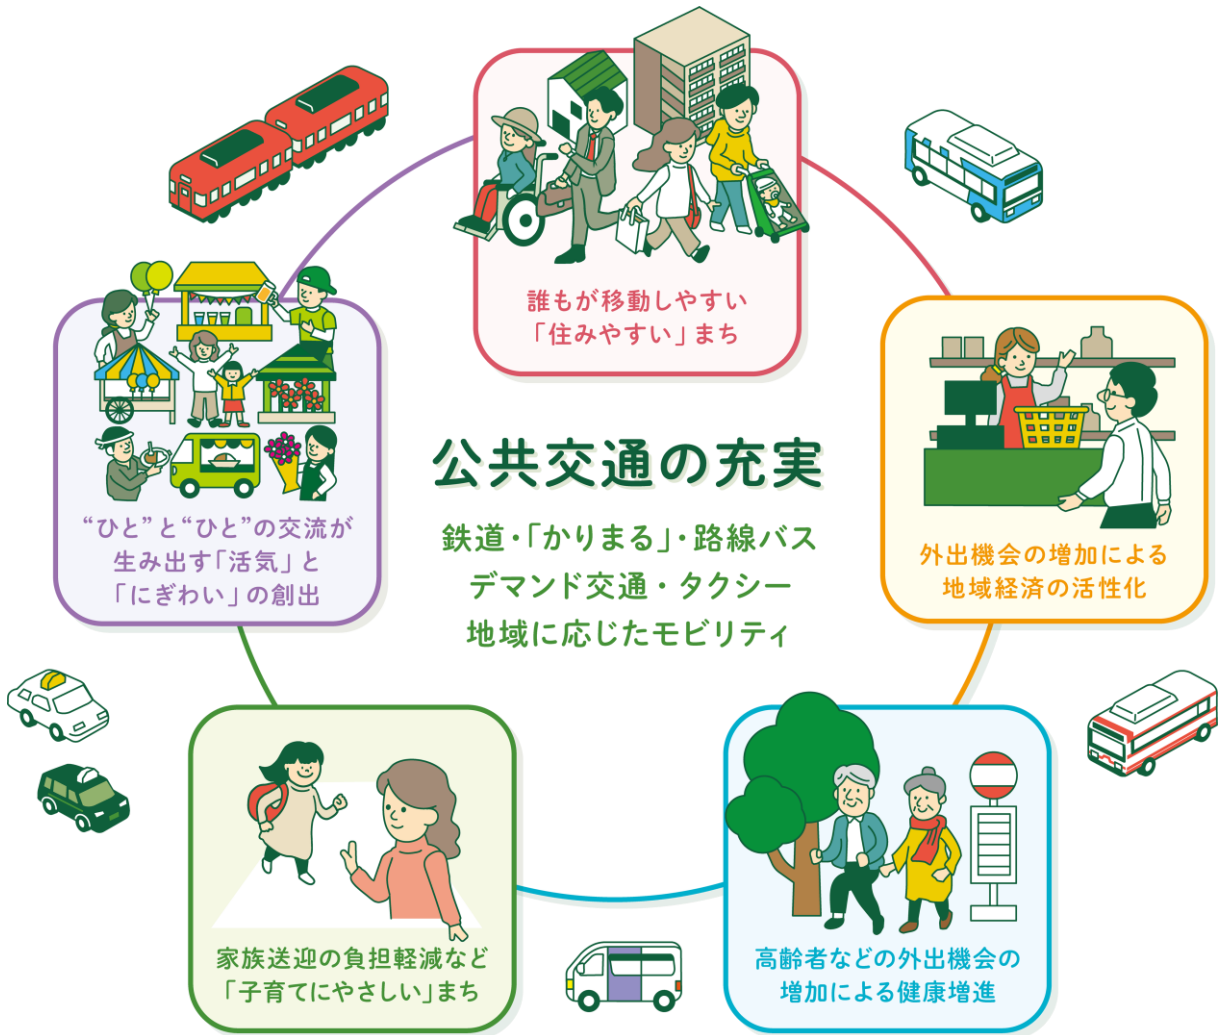 誰もが移動しやすい
「住みやすい」まち
公共交通の充実
鉄道・「かりまる」・路線バス
デマンド交通・タクシー
地域に応じたモビリティ
外出機会の増加による
地域経済の活性化
高齢者などの外出機会の
増加による健康増進
家族送迎の負担軽減など
「子育てにやさしい」まち
“ひと”と“ひと”の交流が
生み出す「活気」と
「にぎわい」の創出